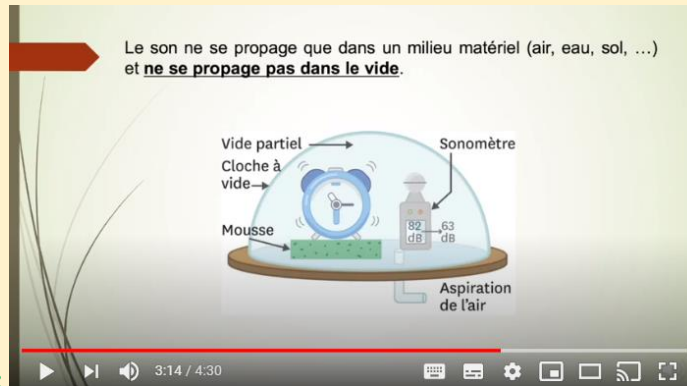 Le son ne se propage que dans un milieu matériel (air, eau, sol, …)
et ne se propage pas dans le vide.
Vide partiel
Sonomètre
Cloche à
vide
82 63
dB dB
Mousse
Aspiration
de l'air
3:14 / 4:30